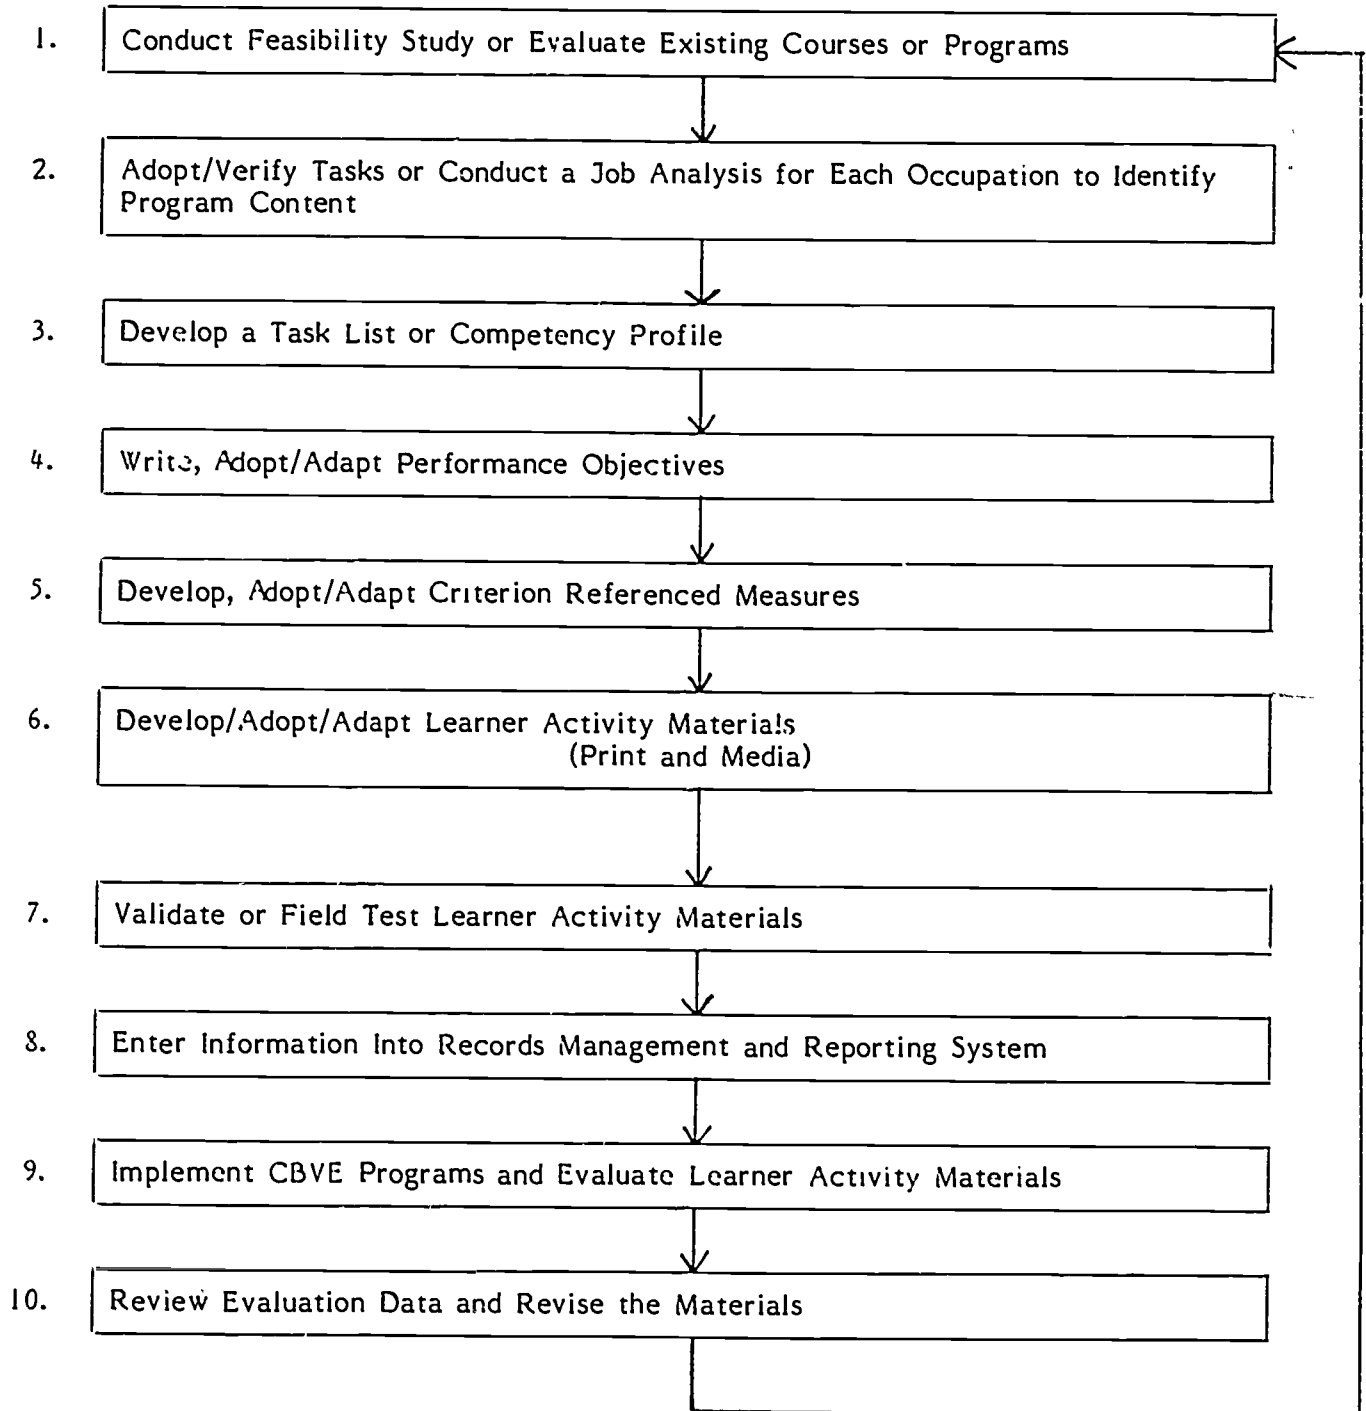 1. Conduct Feasibility Study or Evaluate Existing Courses or Programs
2. Adopt/Verify Tasks or Conduct a Job Analysis for Each Occupation to Identify
Program Content
3. Develop a Task List or Competency Profile
4. Write, Adopt/Adapt Performance Objectives
5. Develop, Adopt/Adapt Criterion Referenced Measures
6. Develop/Adopt/Adapt Learner Activity Materials
(Print and Media)
7. Validate or Field Test Learner Activity Materials
8. Enter Information Into Records Management and Reporting System
9. Implement CBVE Programs and Evaluate Learner Activity Materials
10. Review Evaluation Data and Revise the Materials